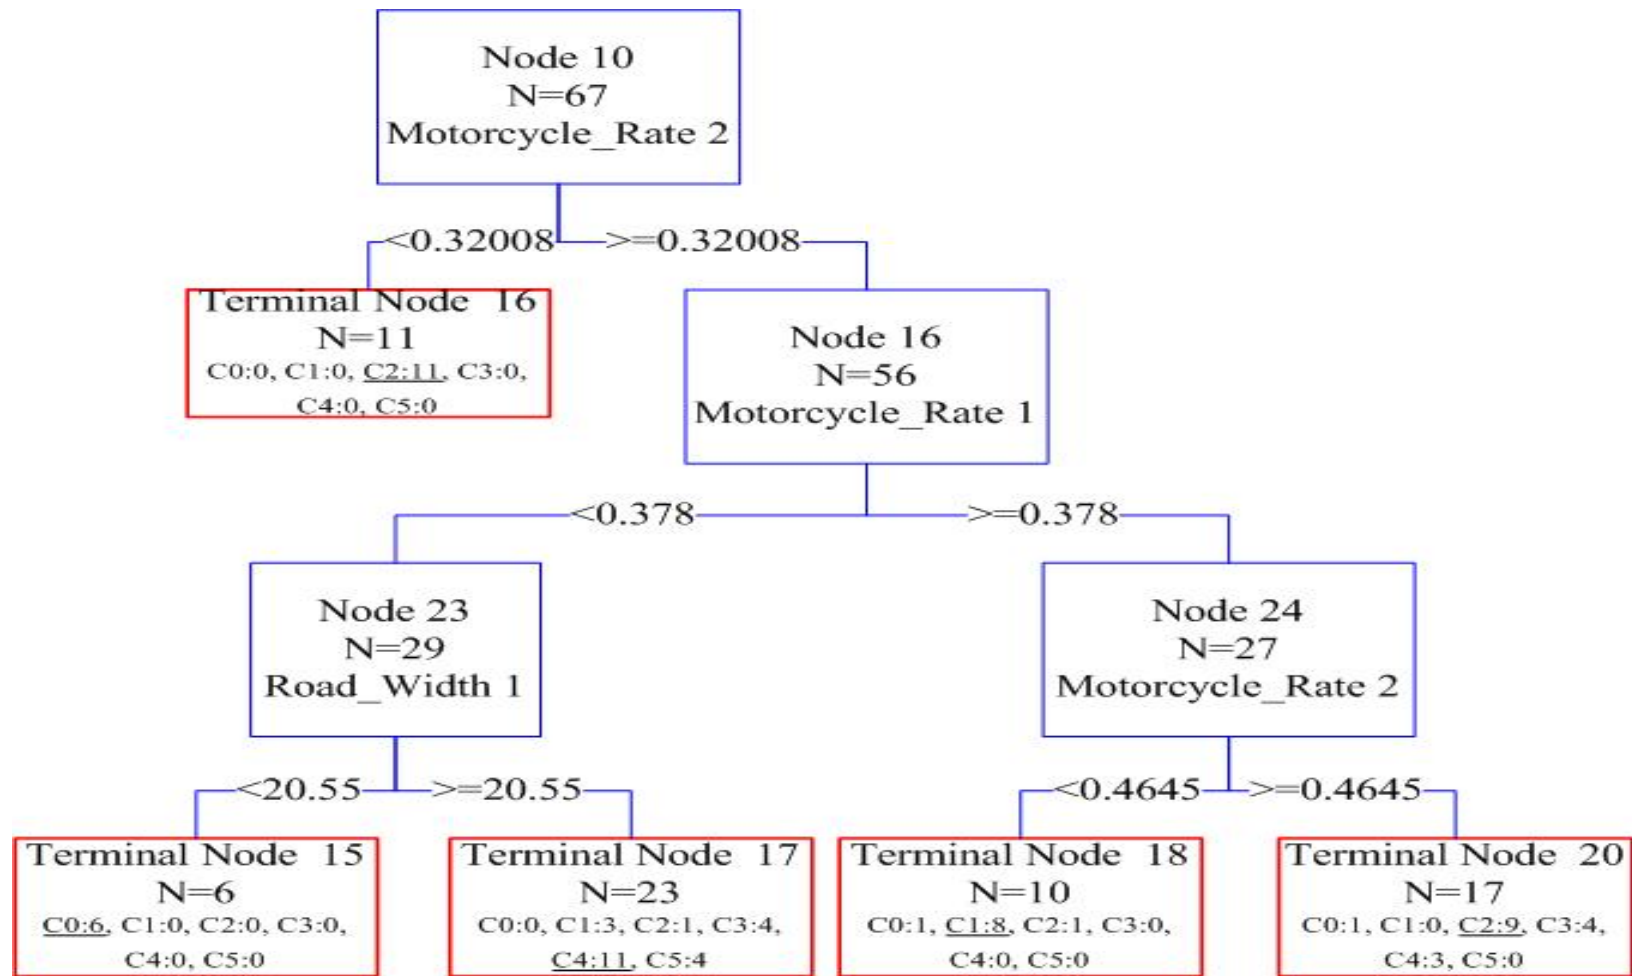 Node 10
N=67
Motorcycle_Rate 2
<0.32008
>=0.32008
Terminal Node 16
N=11
C0:0, C1:0, C2:11, C3:0,
C4:0, C5:0
Node 16
N=56
Motorcycle_Rate 1
<0.378
>=0.378
Node 23
N=29
Road_Width 1
Node 24
N=27
Motorcycle_Rate 2
<20.55
>=20.55
<0.4645
>=0.4645
Terminal Node 15
N=6
C0:6, C1:0, C2:0, C3:0,
C4:0, C5:0
Terminal Node 17
N=23
C0:0, C1:3, C2:1, C3:4,
C4:11, C5:4
Terminal Node 18
N=10
C0:1, C1:8, C2:1, C3:0,
C4:0, C5:0
Terminal Node 20
N=17
C0:1, C1:0, C2:9, C3:4,
C4:3, C5:0